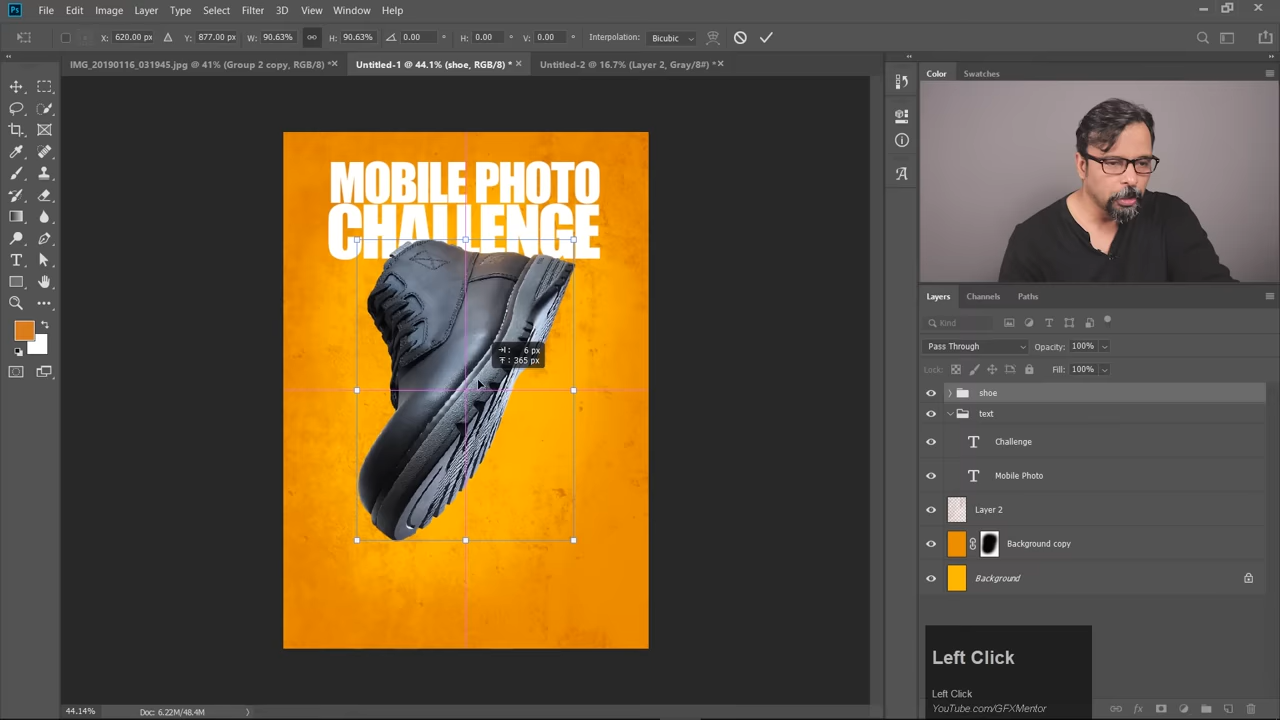 Ps File Edit Image Layer Type Select Filter 3D View Window Help
X: 620.00 px Y: 877.00 px W: 90.63% H: 90.63% 0.00 ° H: 0.00 ° V: 0.00 ° Interpolation: Bicubic
IMG_20190116_031945.jpg @ 41% (Group 2 copy, RGB/8) * × Untitled-1 @ 44.1% (shoe, RGB/8) * × Untitled-2 @ 16.7% (Layer 2, Gray/8#) * ×
Color Swatches
MOBILE PHOTO
CHALLENGE
6 px
365 px
Layers Channels Paths
Kind
Pass Through Opacity: 100%
Lock: Fill: 100%
shoe
text
Challenge
Mobile Photo
Layer 2
Background copy
Background
Left Click
Left Click
YouTube.com/GFXMentor
44.14% Doc: 6.22M/48.4M